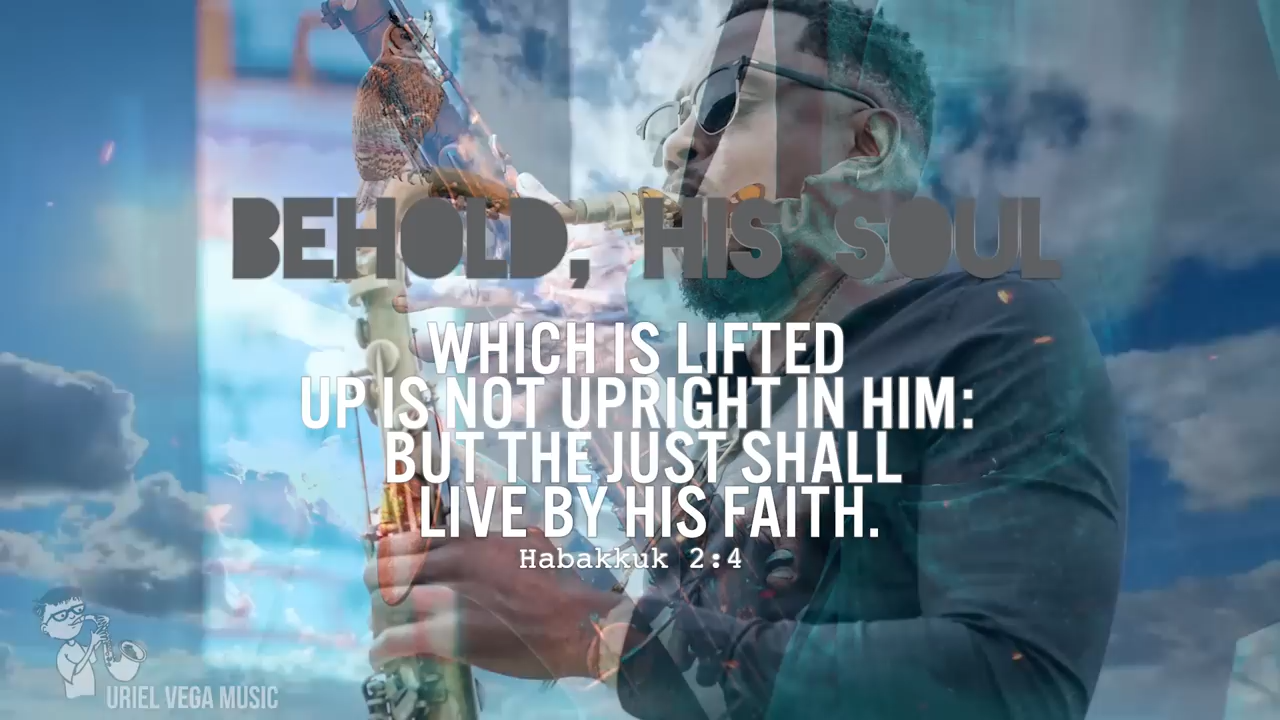 BEHOLD, HIS SOUL
WHICH IS LIFTED
UP IS NOT UPRIGHT IN HIM:
BUT THE JUST SHALL
LIVE BY HIS FAITH.
Habakkuk 2:4
URIEL VEGA MUSIC